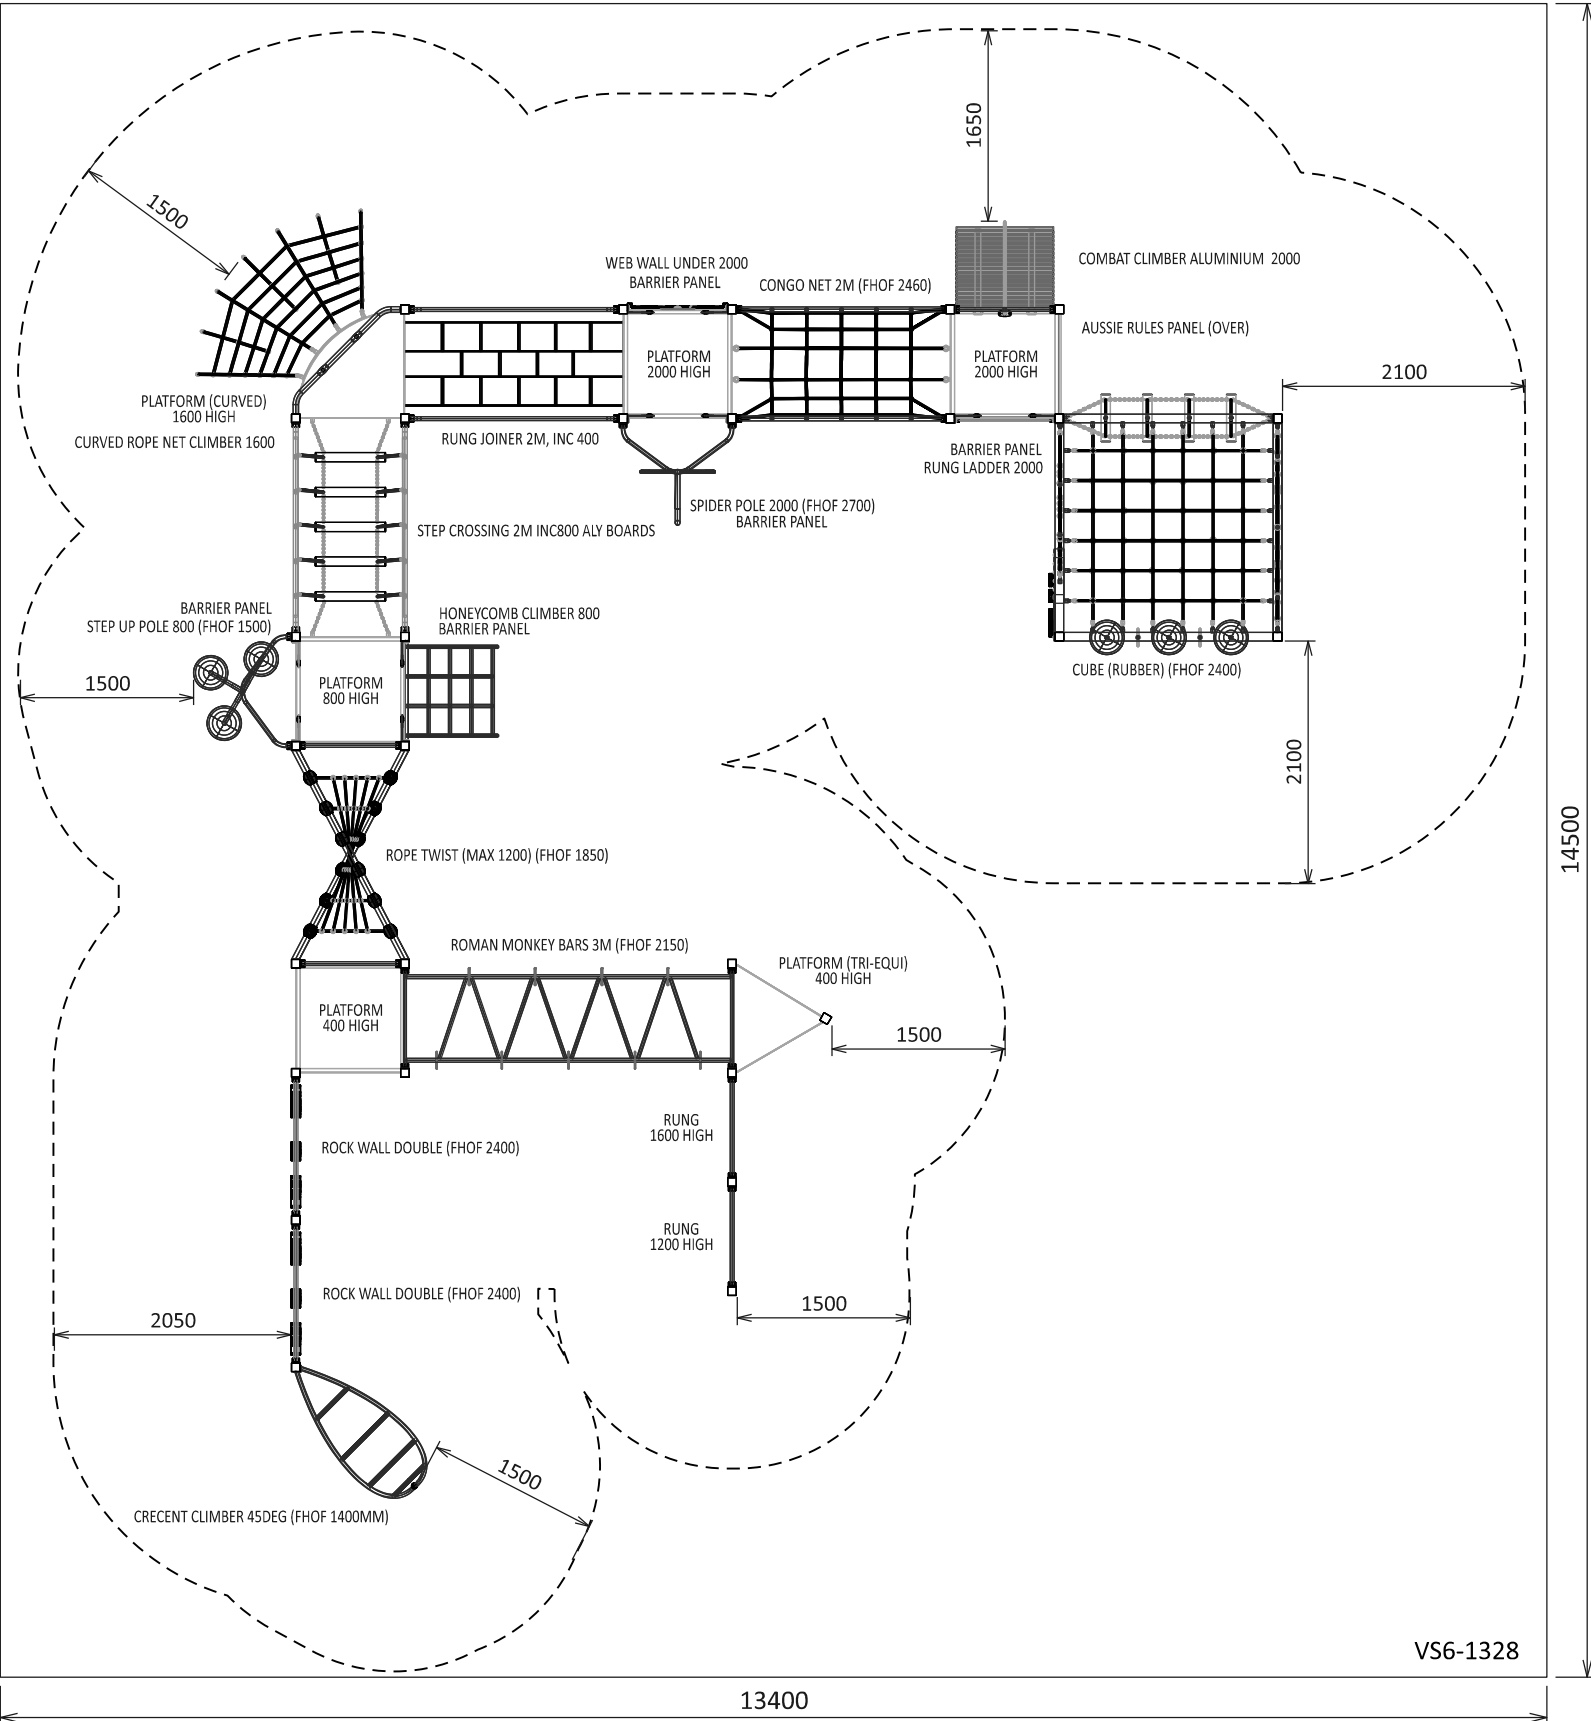 1650
1500
WEB WALL UNDER 2000
BARRIER PANEL
CONGO NET 2M (FHOF 2460)
COMBAT CLIMBER ALUMINIUM  2000
AUSSIE RULES PANEL (OVER)
PLATFORM
2000 HIGH
PLATFORM
2000 HIGH
2100
PLATFORM (CURVED)
1600 HIGH
CURVED ROPE NET CLIMBER 1600
RUNG JOINER 2M, INC 400
BARRIER PANEL
RUNG LADDER 2000
SPIDER POLE 2000 (FHOF 2700)
BARRIER PANEL
STEP CROSSING 2M INC800 ALY BOARDS
BARRIER PANEL
STEP UP POLE 800 (FHOF 1500)
HONEYCOMB CLIMBER 800
BARRIER PANEL
1500
PLATFORM
800 HIGH
CUBE (RUBBER) (FHOF 2400)
2100
14500
ROPE TWIST (MAX 1200) (FHOF 1850)
ROMAN MONKEY BARS 3M (FHOF 2150)
PLATFORM (TRI-EQUI)
400 HIGH
PLATFORM
400 HIGH
1500
RUNG
1600 HIGH
ROCK WALL DOUBLE (FHOF 2400)
RUNG
1200 HIGH
ROCK WALL DOUBLE (FHOF 2400)
2050
1500
1500
CRECENT CLIMBER 45DEG (FHOF 1400MM)
VS6-1328
13400